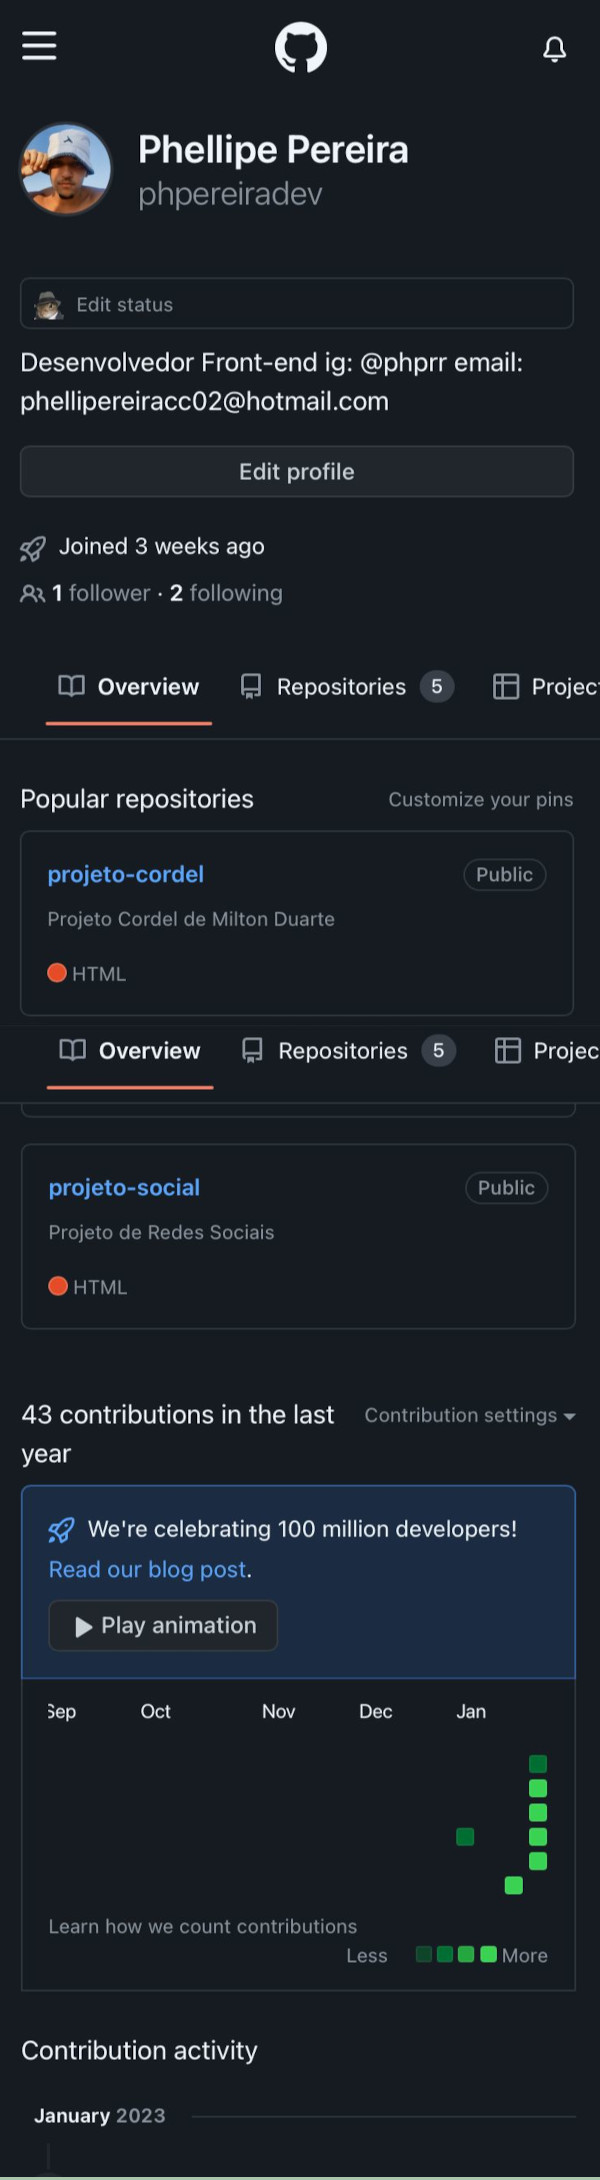 Phellipe Pereira
phpereiradev
Edit status
Desenvolvedor Front-end ig: @phprr email:
phellipereiracc02@hotmail.com
Edit profile
Joined 3 weeks ago
1 follower · 2 following
Overview Repositories 5 Project
Popular repositories Customize your pins
projeto-cordel Public
Projeto Cordel de Milton Duarte
HTML
Overview Repositories 5 Projec
projeto-social Public
Projeto de Redes Sociais
HTML
43 contributions in the last
year
Contribution settings
We're celebrating 100 million developers!
Read our blog post.
Play animation
Sep Oct Nov Dec Jan
Learn how we count contributions
Less More
Contribution activity
January 2023